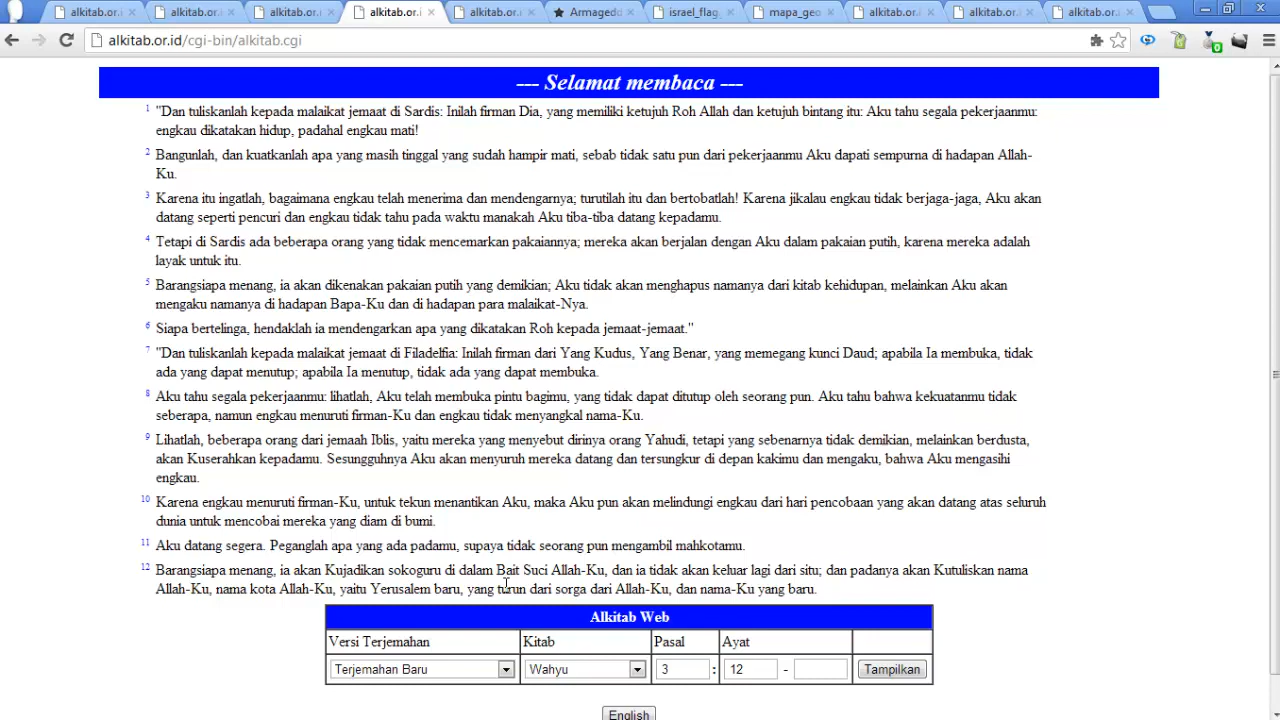 alkitab.or.i
alkitab.or.i
alkitab.or.i
alkitab.or.i
alkitab.or.i
Armagedd
israel_flag
mapa_geo
alkitab.or.i
alkitab.or.i
alkitab.or.i
alkitab.or.id/cgi-bin/alkitab.cgi
--- Selamat membaca ---
1 "Dan tuliskanlah kepada malaikat jemaat di Sardis: Inilah firman Dia, yang memiliki ketujuh Roh Allah dan ketujuh bintang itu: Aku tahu segala pekerjaanmu:
engkau dikatakan hidup, padahal engkau mati!
2 Bangunlah, dan kuatkanlah apa yang masih tinggal yang sudah hampir mati, sebab tidak satu pun dari pekerjaanmu Aku dapati sempurna di hadapan Allah-
Ku.
3 Karena itu ingatlah, bagaimana engkau telah menerima dan mendengarnya; turutilah itu dan bertobatlah! Karena jikalau engkau tidak berjaga-jaga, Aku akan
datang seperti pencuri dan engkau tidak tahu pada waktu manakah Aku tiba-tiba datang kepadamu.
4 Tetapi di Sardis ada beberapa orang yang tidak mencemarkan pakaiannya; mereka akan berjalan dengan Aku dalam pakaian putih, karena mereka adalah
layak untuk itu.
5 Barangsiapa menang, ia akan dikenakan pakaian putih yang demikian; Aku tidak akan menghapus namanya dari kitab kehidupan, melainkan Aku akan
mengaku namanya di hadapan Bapa-Ku dan di hadapan para malaikat-Nya.
6 Siapa bertelinga, hendaklah ia mendengarkan apa yang dikatakan Roh kepada jemaat-jemaat."
7 "Dan tuliskanlah kepada malaikat jemaat di Filadelfia: Inilah firman dari Yang Kudus, Yang Benar, yang memegang kunci Daud; apabila Ia membuka, tidak
ada yang dapat menutup; apabila Ia menutup, tidak ada yang dapat membuka.
8 Aku tahu segala pekerjaanmu: lihatlah, Aku telah membuka pintu bagimu, yang tidak dapat ditutup oleh seorang pun. Aku tahu bahwa kekuatanmu tidak
seberapa, namun engkau menuruti firman-Ku dan engkau tidak menyangkal nama-Ku.
9 Lihatlah, beberapa orang dari jemaah Iblis, yaitu mereka yang menyebut dirinya orang Yahudi, tetapi yang sebenarnya tidak demikian, melainkan berdusta,
akan Kuserahkan kepadamu. Sesungguhnya Aku akan menyuruh mereka datang dan tersungkur di depan kakimu dan mengaku, bahwa Aku mengasihi
engkau.
10 Karena engkau menuruti firman-Ku, untuk tekun menantikan Aku, maka Aku pun akan melindungi engkau dari hari pencobaan yang akan datang atas seluruh
dunia untuk mencobai mereka yang diam di bumi.
11 Aku datang segera. Peganglah apa yang ada padamu, supaya tidak seorang pun mengambil mahkotamu.
12 Barangsiapa menang, ia akan Kujadikan sokoguru di dalam Bait Suci Allah-Ku, dan ia tidak akan keluar lagi dari situ; dan padanya akan Kutuliskan nama
Allah-Ku, nama kota Allah-Ku, yaitu Yerusalem baru, yang turun dari sorga dari Allah-Ku, dan nama-Ku yang baru.
Alkitab Web
Versi Terjemahan Kitab Pasal Ayat
Terjemahan Baru Wahyu 3 : 12 - Tampilkan
English